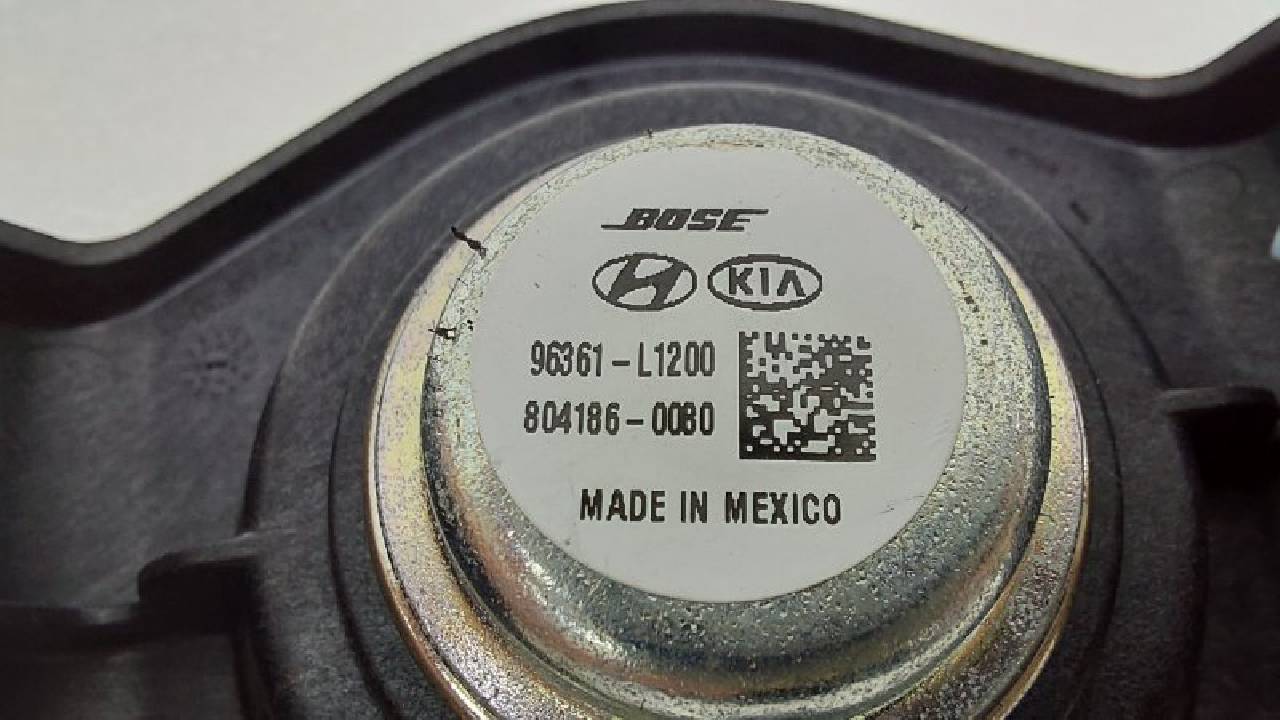 BOSE
H KIA
96361-L1200
804186-0080
MADE IN MEXICO